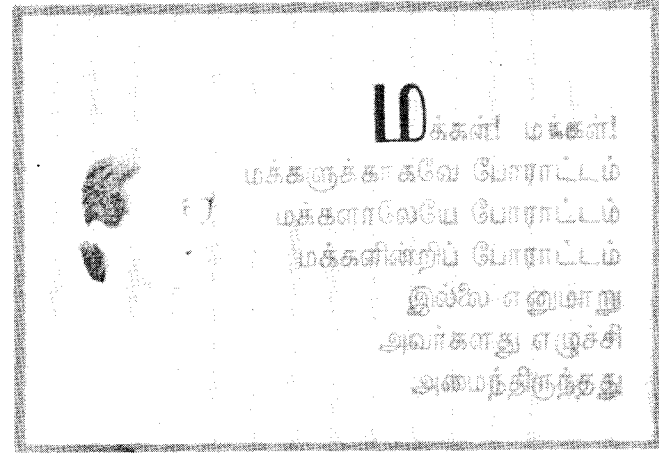 மக்கள்! மக்கள்!
மக்களுக்காகவே போராட்டம்
மக்களாலேயே போராட்டம்
மக்களின்றிப் போராட்டம்
இல்லை எனுமாறு
அவர்களது எழுச்சி
அமைந்திருந்தது